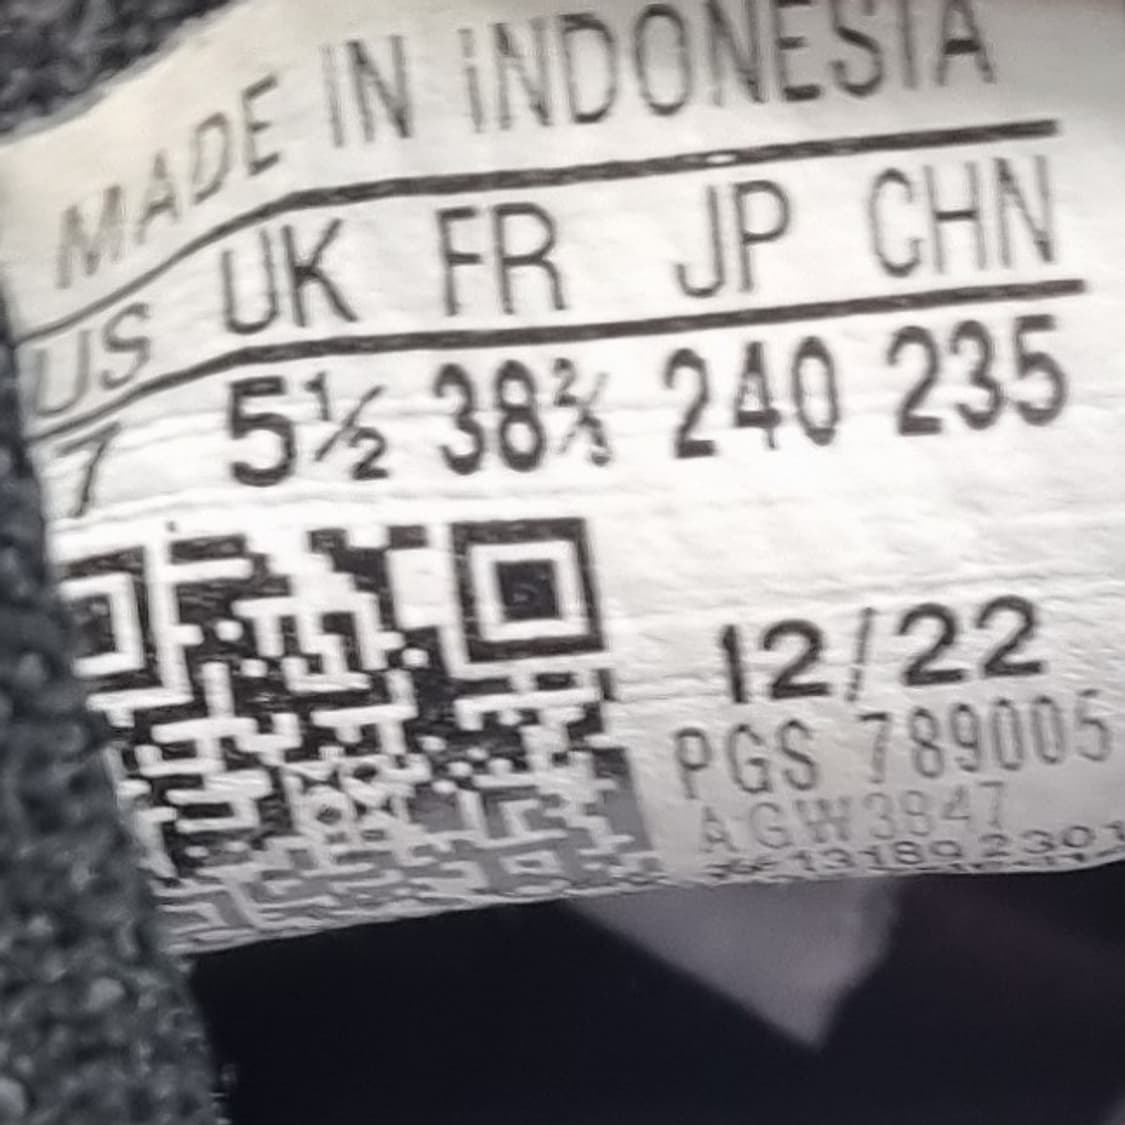 MADE IN INDONESIA
US UK FR JP CHN
7 5½ 38⅔ 240 235
12/22
PGS 789005
AGW3847